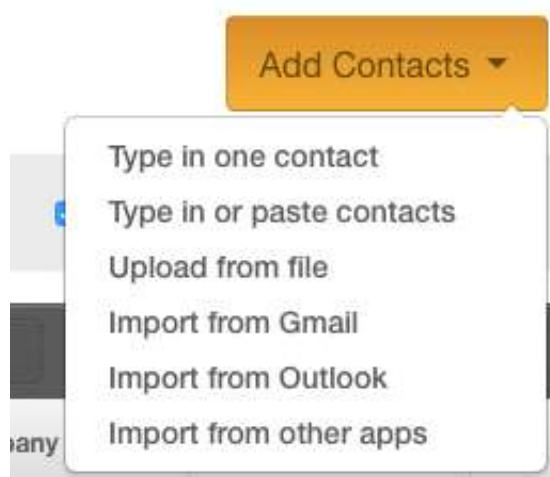 Add Contacts
Type in one contact
Type in or paste contacts
Upload from file
Import from Gmail
Import from Outlook
Import from other apps
pany